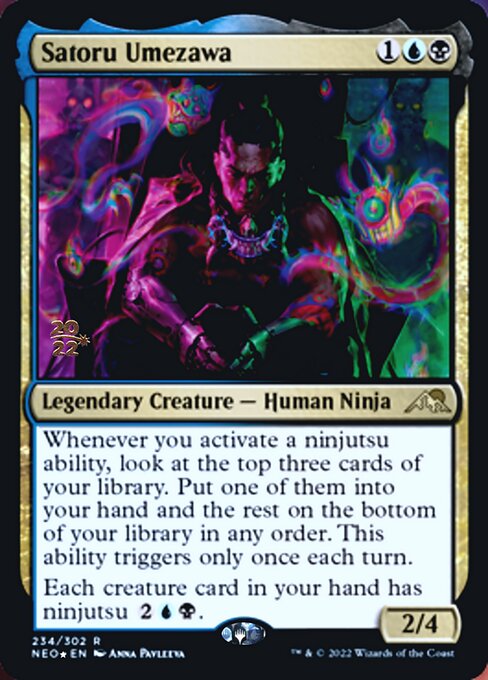 Satoru Umezawa 1
20
22
Legendary Creature — Human Ninja
Whenever you activate a ninjutsu
ability, look at the top three cards of
your library. Put one of them into
your hand and the rest on the bottom
of your library in any order. This
ability triggers only once each turn.
Each creature card in your hand has
ninjutsu 2.
2/4
234/302 R
NEO★EN Anna Pavleeva
™ & © 2022 Wizards of the Coast